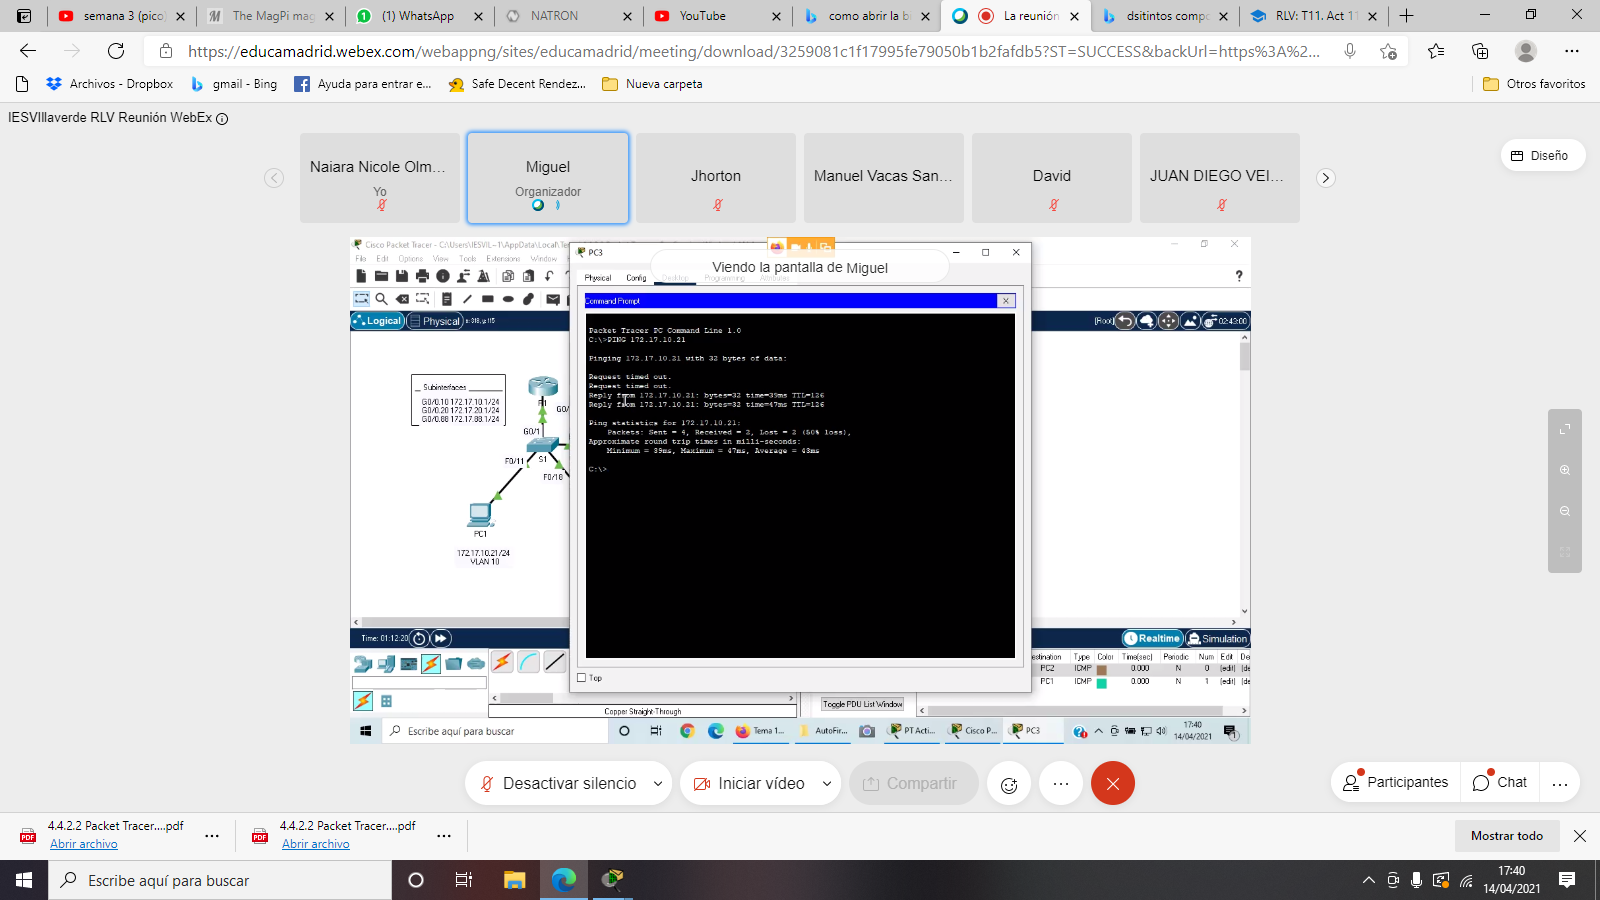 semana 3 (pico)
The MagPi mag
(1) WhatsApp
NATRON
YouTube
como abrir la b
La reunión
dsitintos compo
RLV: T11. Act 11
https://educamadrid.webex.com/webappng/sites/educamadrid/meeting/download/3259081c1f17995fe79050b1b2fafdb5?ST=SUCCESS&backUrl=https%3A%2...
Archivos - Dropbox
gmail - Bing
Ayuda para entrar e...
Safe Decent Rendez...
Nueva carpeta
Otros favoritos
IESVIllaverde RLV Reunión WebEx
Naiara Nicole Olm...
Yo
Miguel
Organizador
Jhorton
Manuel Vacas San...
David
JUAN DIEGO VEI...
Diseño
Cisco Packet Tracer - C:\Users\IESVIL~1\AppData\Local\Te
File Edit Options View Tools Extensions Window
PC3
Viendo la pantalla de Miguel
Physical Config Desktop Programming Attributes
Command Prompt
Logical
Physical
[Root]
02:43:00
Packet Tracer PC Command Line 1.0
C:\>PING 172.17.10.21
Pinging 172.17.10.21 with 32 bytes of data:
Request timed out.
Request timed out.
Reply from 172.17.10.21: bytes=32 time=39ms TTL=126
Reply from 172.17.10.21: bytes=32 time=47ms TTL=126
Ping statistics for 172.17.10.21:
Packets: Sent = 4, Received = 2, Lost = 2 (50% loss),
Approximate round trip times in milli-seconds:
Minimum = 39ms, Maximum = 47ms, Average = 43ms
C:\>
Subinterfaces
G0/0.10 172.17.10.1/24
G0/0.20 172.17.20.1/24
G0/0.88 172.17.88.1/24
R1
G0/
G0/1
S1
F0/11
F0/18
PC1
172.17.10.21/24
VLAN 10
Time: 01:12:20
Realtime
Simulation
estination Type Color Time(sec) Periodic Num Edit
PC2 ICMP 0.000 N 0 (edit)
PC1 ICMP 0.000 N 1 (edit)
Top
Toggle PDU List Window
Copper Straight-Through
Escribe aquí para buscar
Tema 1...
AutoFir...
PT Acti...
Cisco P...
PC3
17:40
14/04/2021
Desactivar silencio
Iniciar vídeo
Compartir
Participantes
Chat
4.4.2.2 Packet Tracer....pdf
Abrir archivo
4.4.2.2 Packet Tracer....pdf
Abrir archivo
Mostrar todo
Escribe aquí para buscar
17:40
14/04/2021